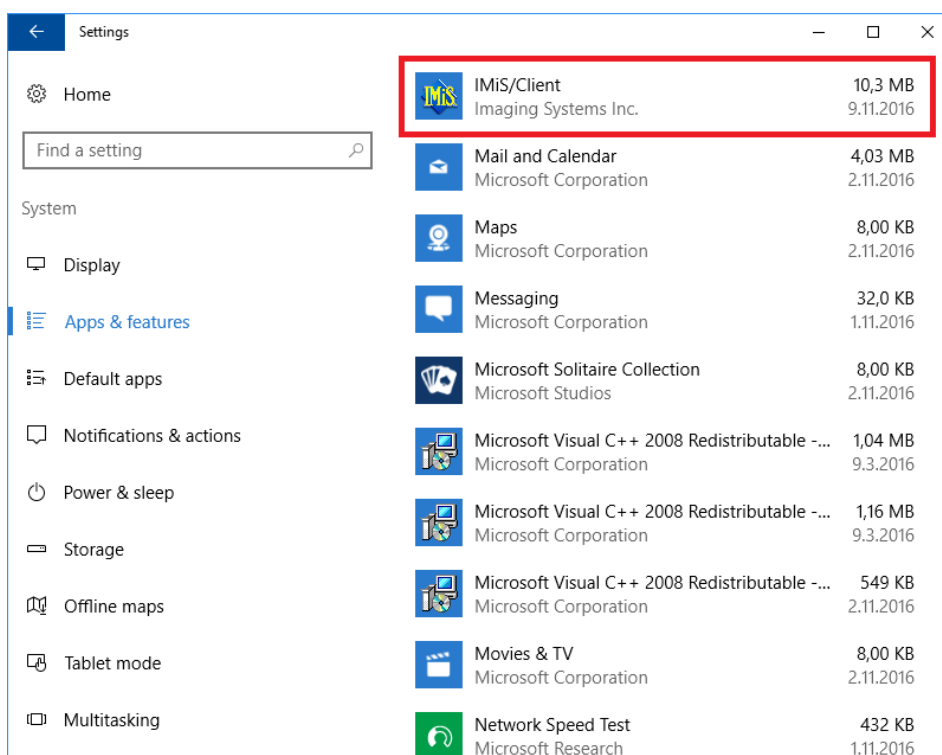 Settings
Home
Find a setting
System
Display
Apps & features
Default apps
Notifications & actions
Power & sleep
Storage
Offline maps
Tablet mode
Multitasking
IMiS
IMiS/Client 10,3 MB
Imaging Systems Inc. 9.11.2016
Mail and Calendar 4,03 MB
Microsoft Corporation 2.11.2016
Maps 8,00 KB
Microsoft Corporation 2.11.2016
Messaging 32,0 KB
Microsoft Corporation 1.11.2016
Microsoft Solitaire Collection 8,00 KB
Microsoft Studios 2.11.2016
Microsoft Visual C++ 2008 Redistributable -... 1,04 MB
Microsoft Corporation 9.3.2016
Microsoft Visual C++ 2008 Redistributable -... 1,16 MB
Microsoft Corporation 9.3.2016
Microsoft Visual C++ 2008 Redistributable -... 549 KB
Microsoft Corporation 2.11.2016
Movies & TV 8,00 KB
Microsoft Corporation 2.11.2016
Network Speed Test 432 KB
Microsoft Research 1.11.2016